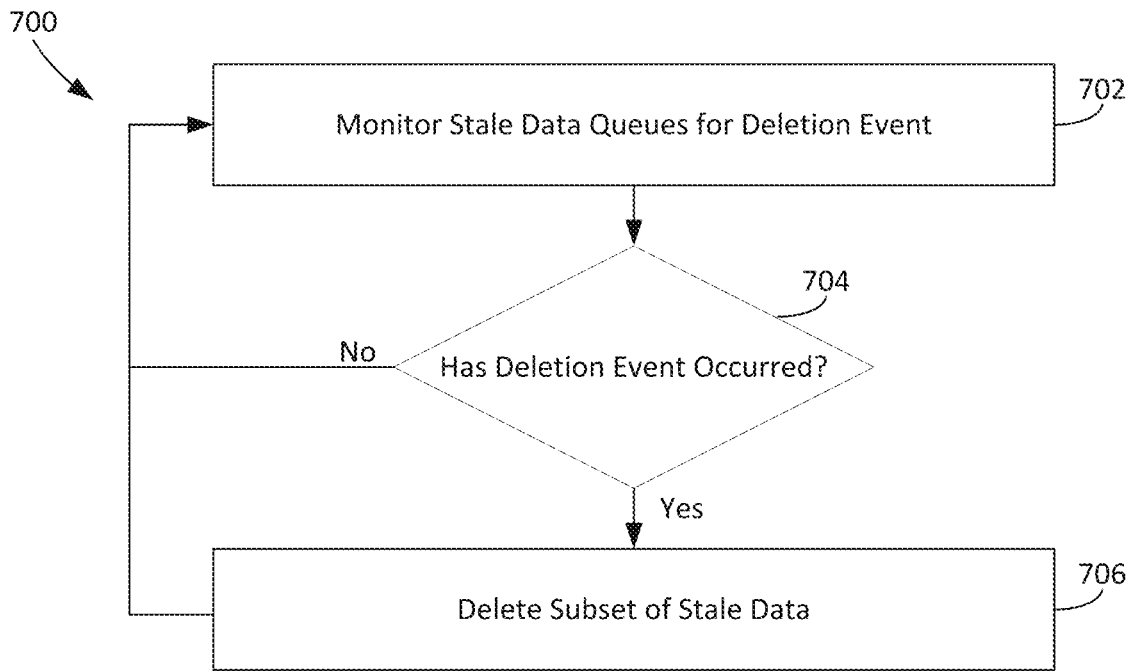 700
702
Monitor Stale Data Queues for Deletion Event
704
No
Has Deletion Event Occurred?
Yes
706
Delete Subset of Stale Data